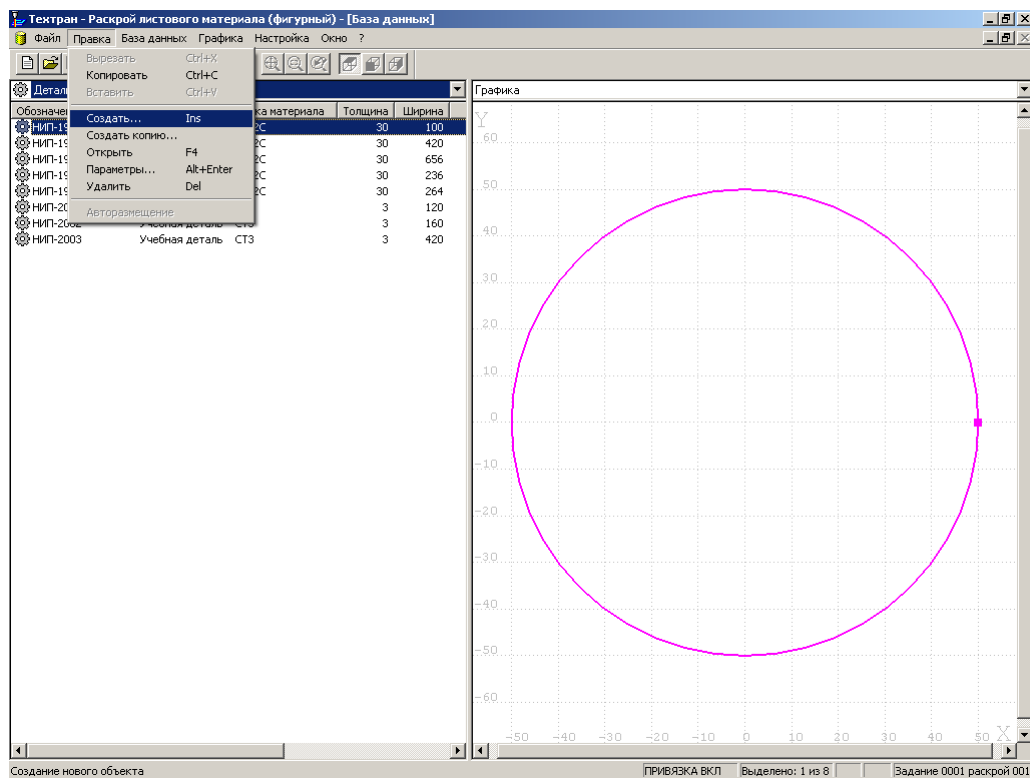 Техтран - Раскрой листового материала (фигурный) - [База данных]
Файл Правка База данных Графика Настройка Окно ?
Вырезать Ctrl+X
Копировать Ctrl+C
Вставить Ctrl+V
Создать... Ins
Создать копию...
Открыть F4
Параметры... Alt+Enter
Удалить Del
Авторазмещение
Графика
Толщина Ширина
30 100
30 420
30 656
30 236
30 264
3 120
3 160
НИП-2003 Учебная деталь СТ3 3 420
Y
60
50
40
30
20
10
0
-10
-20
-30
-40
-50
-60
-50 -40 -30 -20 -10 0 10 20 30 40 50 X
Создание нового объекта
ПРИВЯЗКА ВКЛ Выделено: 1 из 8 Задание 0001 раскрой 001